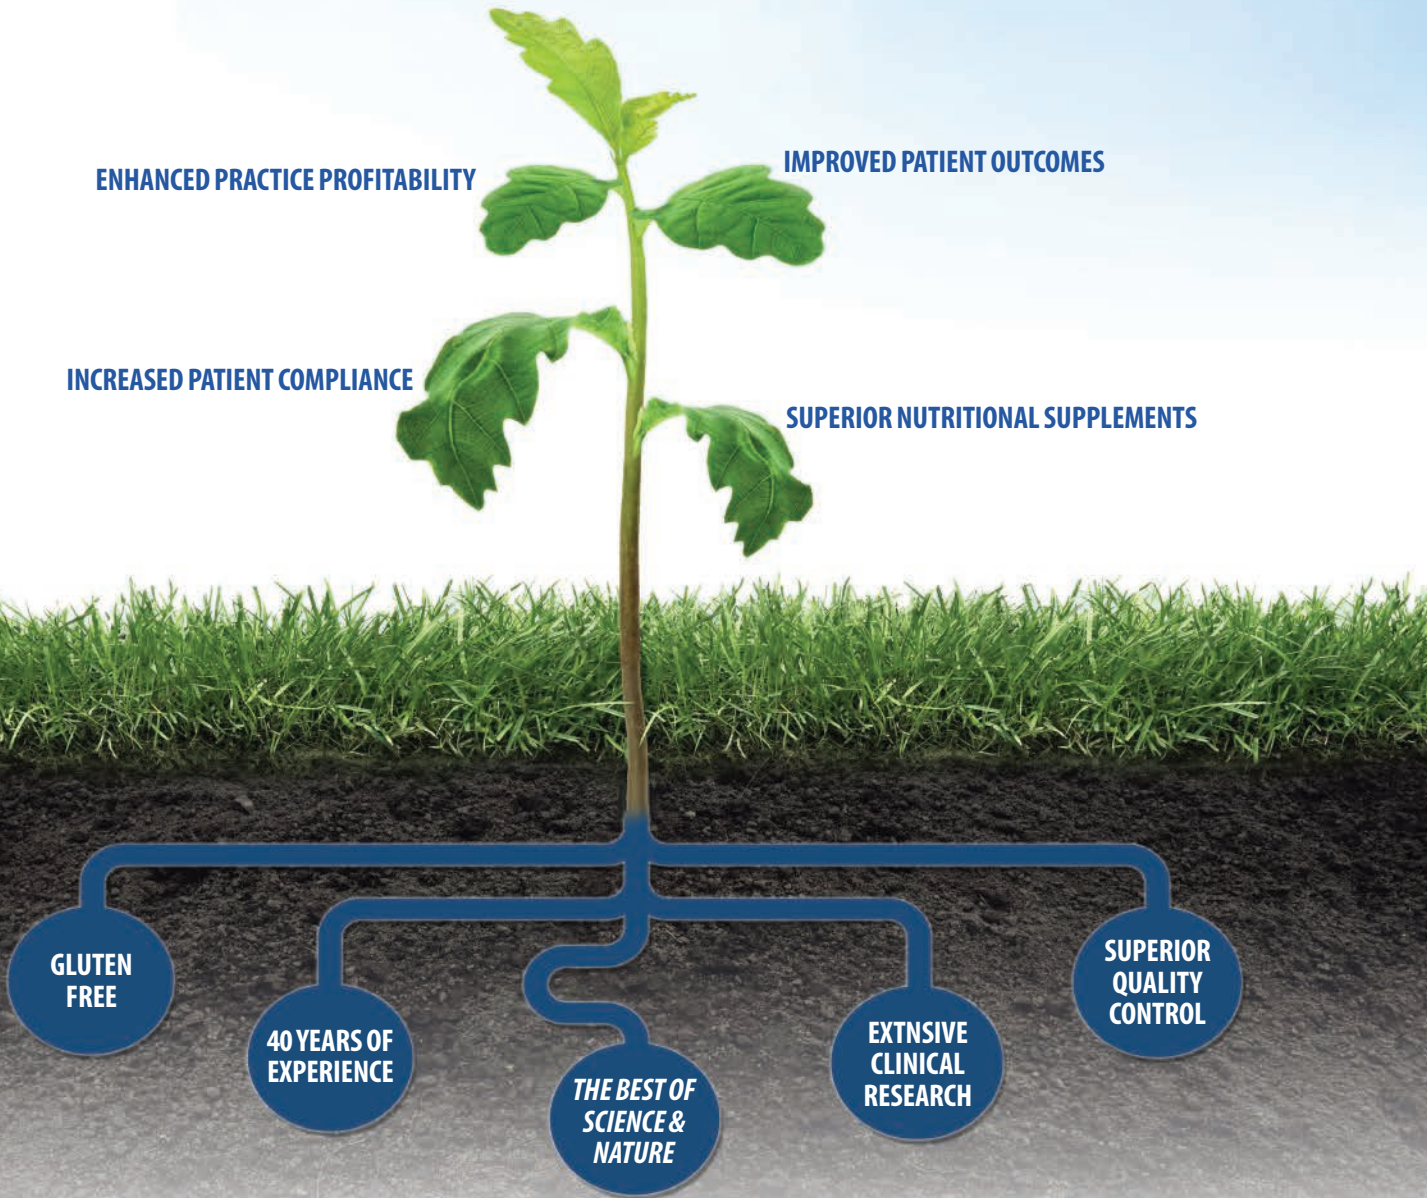 IMPROVED PATIENT OUTCOMES
ENHANCED PRACTICE PROFITABILITY
INCREASED PATIENT COMPLIANCE
SUPERIOR NUTRITIONAL SUPPLEMENTS
GLUTEN
FREE
40 YEARS OF
EXPERIENCE
THE BEST OF
SCIENCE &
NATURE
EXTNSIVE
CLINICAL
RESEARCH
SUPERIOR
QUALITY
CONTROL